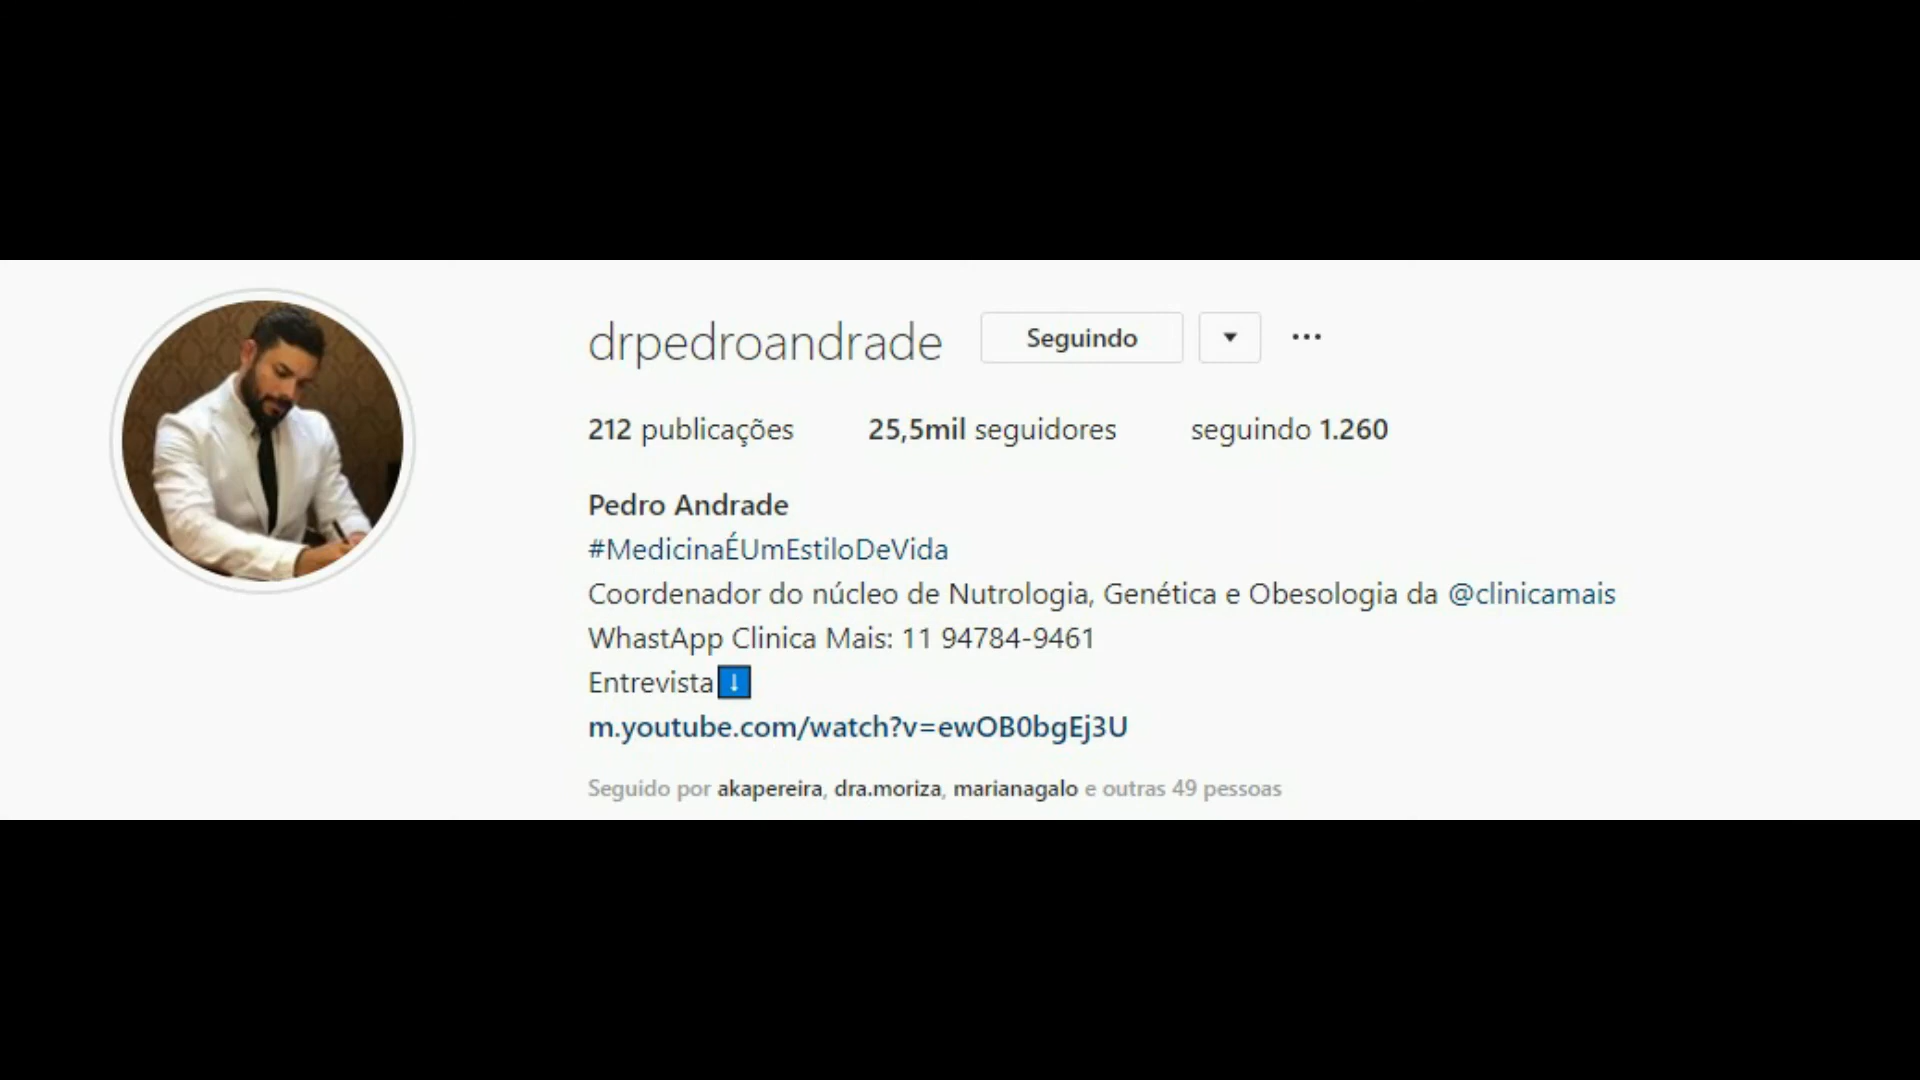 drpedroandrade Seguindo ▼ ...
212 publicações 25,5mil seguidores seguindo 1.260
Pedro Andrade
#MedicinaÉUmEstiloDeVida
Coordenador do núcleo de Nutrologia, Genética e Obesologia da @clinicamais
WhastApp Clinica Mais: 11 94784-9461
Entrevista⬇️
m.youtube.com/watch?v=ewOB0bgEj3U
Seguido por akapereira, dra.moriza, marianagalo e outras 49 pessoas